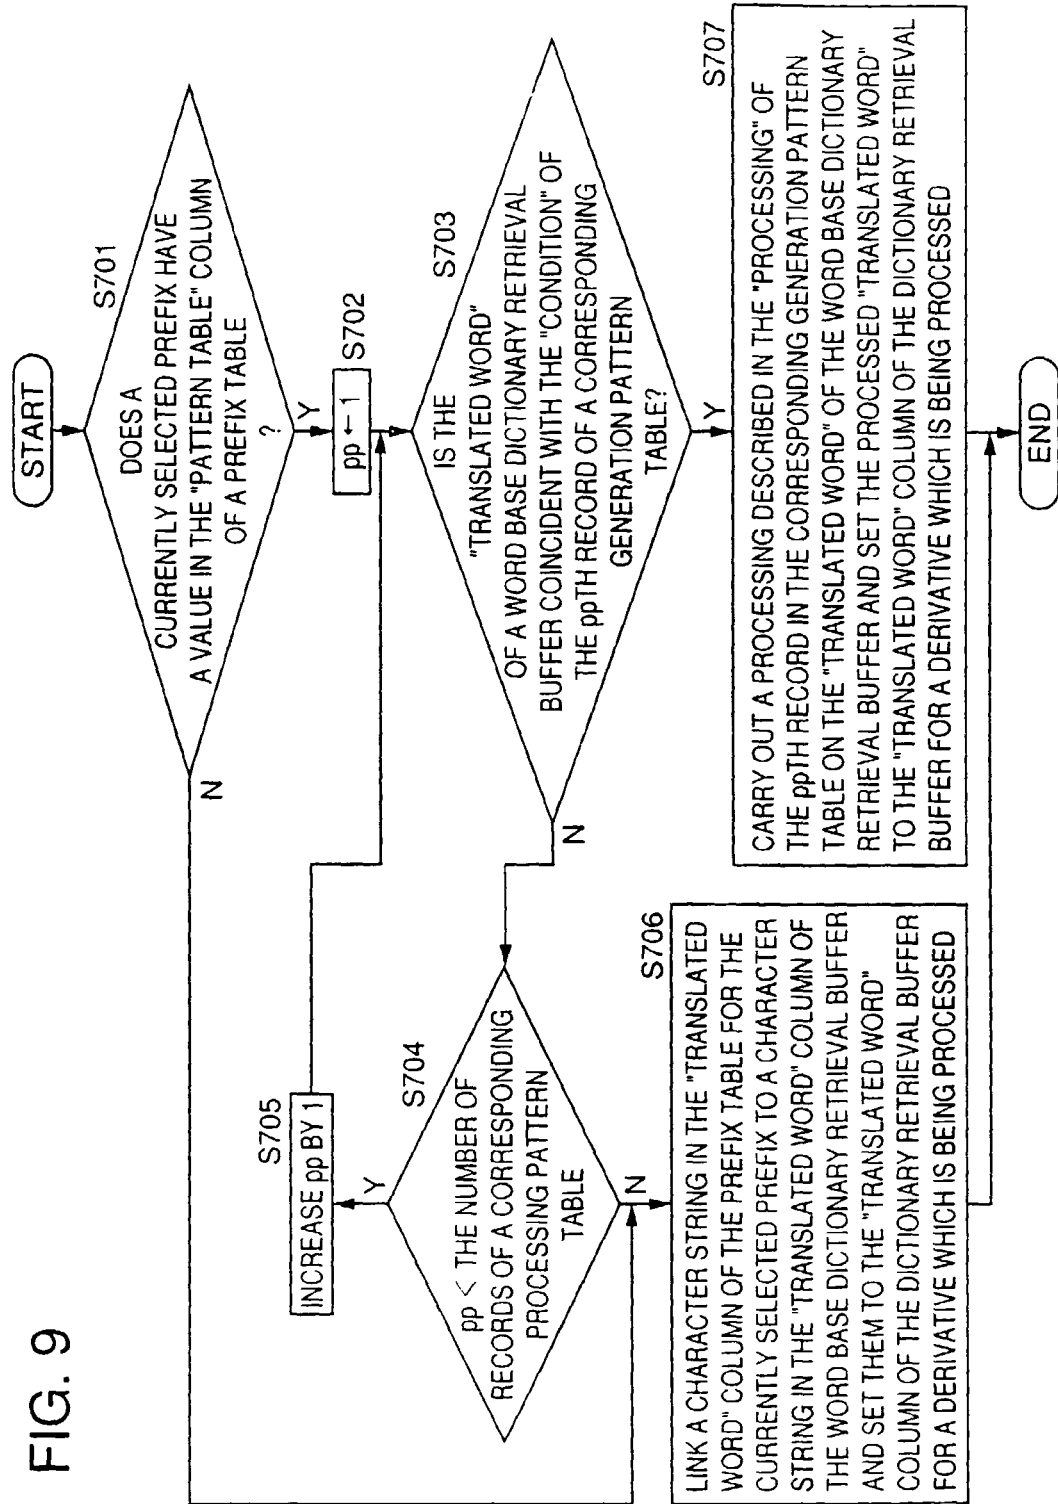 FIG. 9
START
S701
DOES A
CURRENTLY SELECTED PREFIX HAVE
A VALUE IN THE "PATTERN TABLE" COLUMN
OF A PREFIX TABLE
?
N
Y
S702
pp ← 1
S703
IS THE
"TRANSLATED WORD"
OF A WORD BASE DICTIONARY RETRIEVAL
BUFFER COINCIDENT WITH THE "CONDITION" OF
THE ppTH RECORD OF A CORRESPONDING
GENERATION PATTERN
TABLE?
N
Y
S705
INCREASE pp BY 1
Y
S704
pp < THE NUMBER OF
RECORDS OF A CORRESPONDING
PROCESSING PATTERN
TABLE
N
S706
LINK A CHARACTER STRING IN THE "TRANSLATED
WORD" COLUMN OF THE PREFIX TABLE FOR THE
CURRENTLY SELECTED PREFIX TO A CHARACTER
STRING IN THE "TRANSLATED WORD" COLUMN OF
THE WORD BASE DICTIONARY RETRIEVAL BUFFER
AND SET THEM TO THE "TRANSLATED WORD"
COLUMN OF THE DICTIONARY RETRIEVAL BUFFER
FOR A DERIVATIVE WHICH IS BEING PROCESSED
S707
CARRY OUT A PROCESSING DESCRIBED IN THE "PROCESSING" OF
THE ppTH RECORD IN THE CORRESPONDING GENERATION PATTERN
TABLE ON THE "TRANSLATED WORD" OF THE WORD BASE DICTIONARY
RETRIEVAL BUFFER AND SET THE PROCESSED "TRANSLATED WORD"
TO THE "TRANSLATED WORD" COLUMN OF THE DICTIONARY RETRIEVAL
BUFFER FOR A DERIVATIVE WHICH IS BEING PROCESSED
END